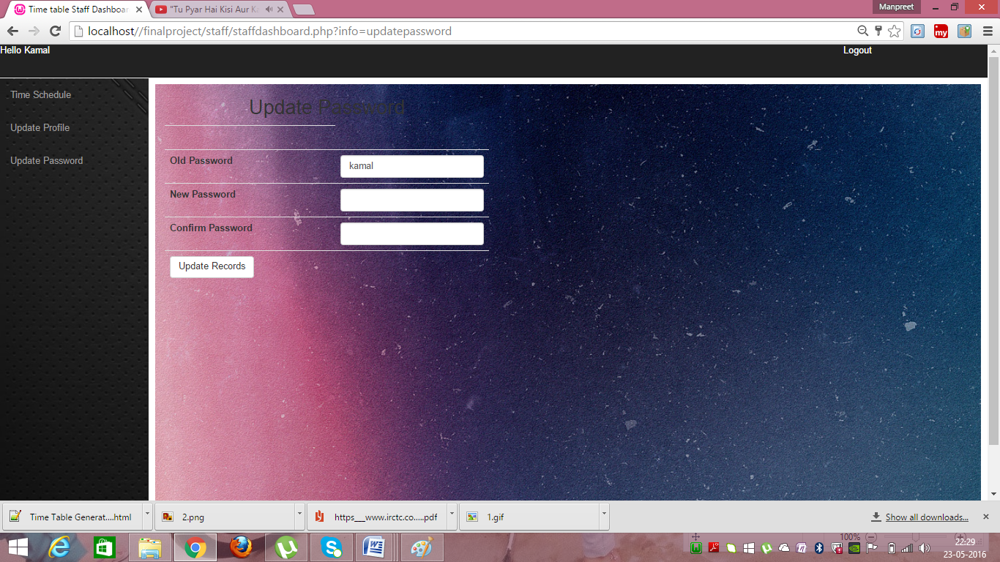 Time table Staff Dashboar
"Tu Pyar Hai Kisi Aur Ka
Manpreet
localhost//finalproject/staff/staffdashboard.php?info=updatepassword
my
Hello Kamal
Logout
Time Schedule
Update Profile
Update Password
Update Password
Old Password
kamal
New Password
Confirm Password
Update Records
Time Table Generat....html
2.png
https___www.irctc.co.....pdf
1.gif
Show all downloads...
100%
22:29
23-05-2016